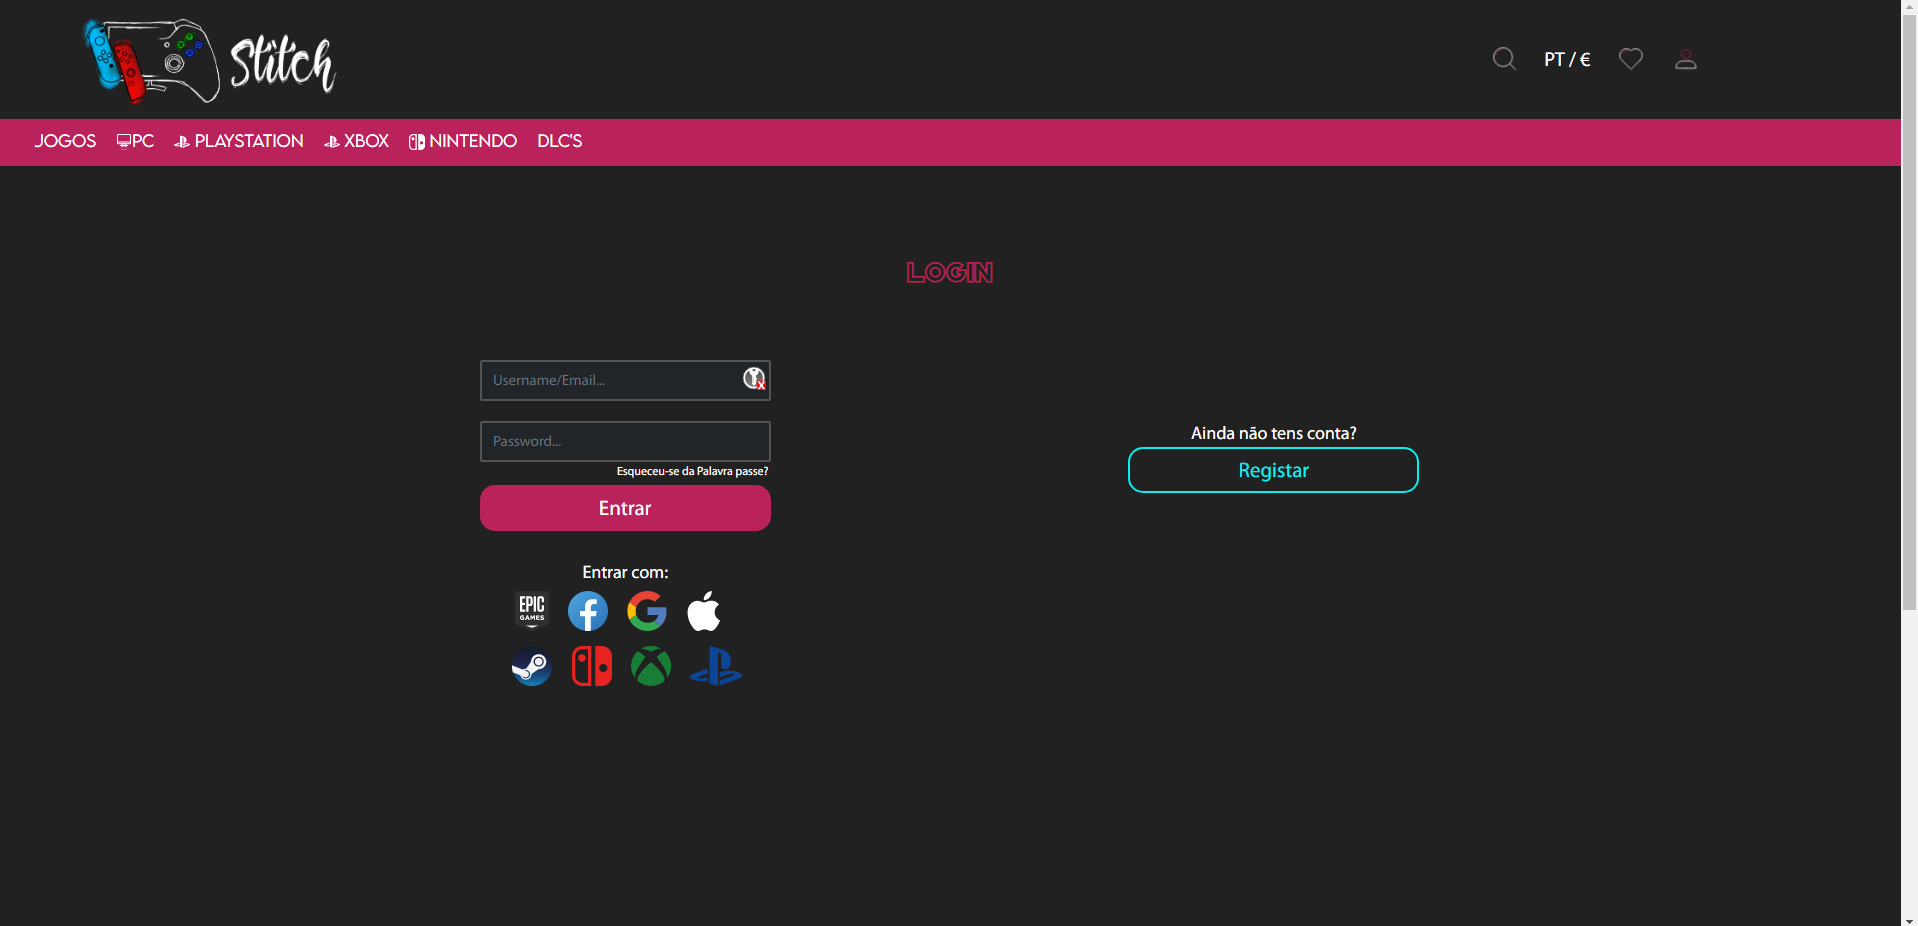 Stitch
PT / €
JOGOS PC PLAYSTATION XBOX NINTENDO DLC'S
LOGIN
Username/Email...
Password...
Esqueceu-se da Palavra passe?
Entrar
Ainda não tens conta?
Registar
Entrar com:
EPIC
GAMES